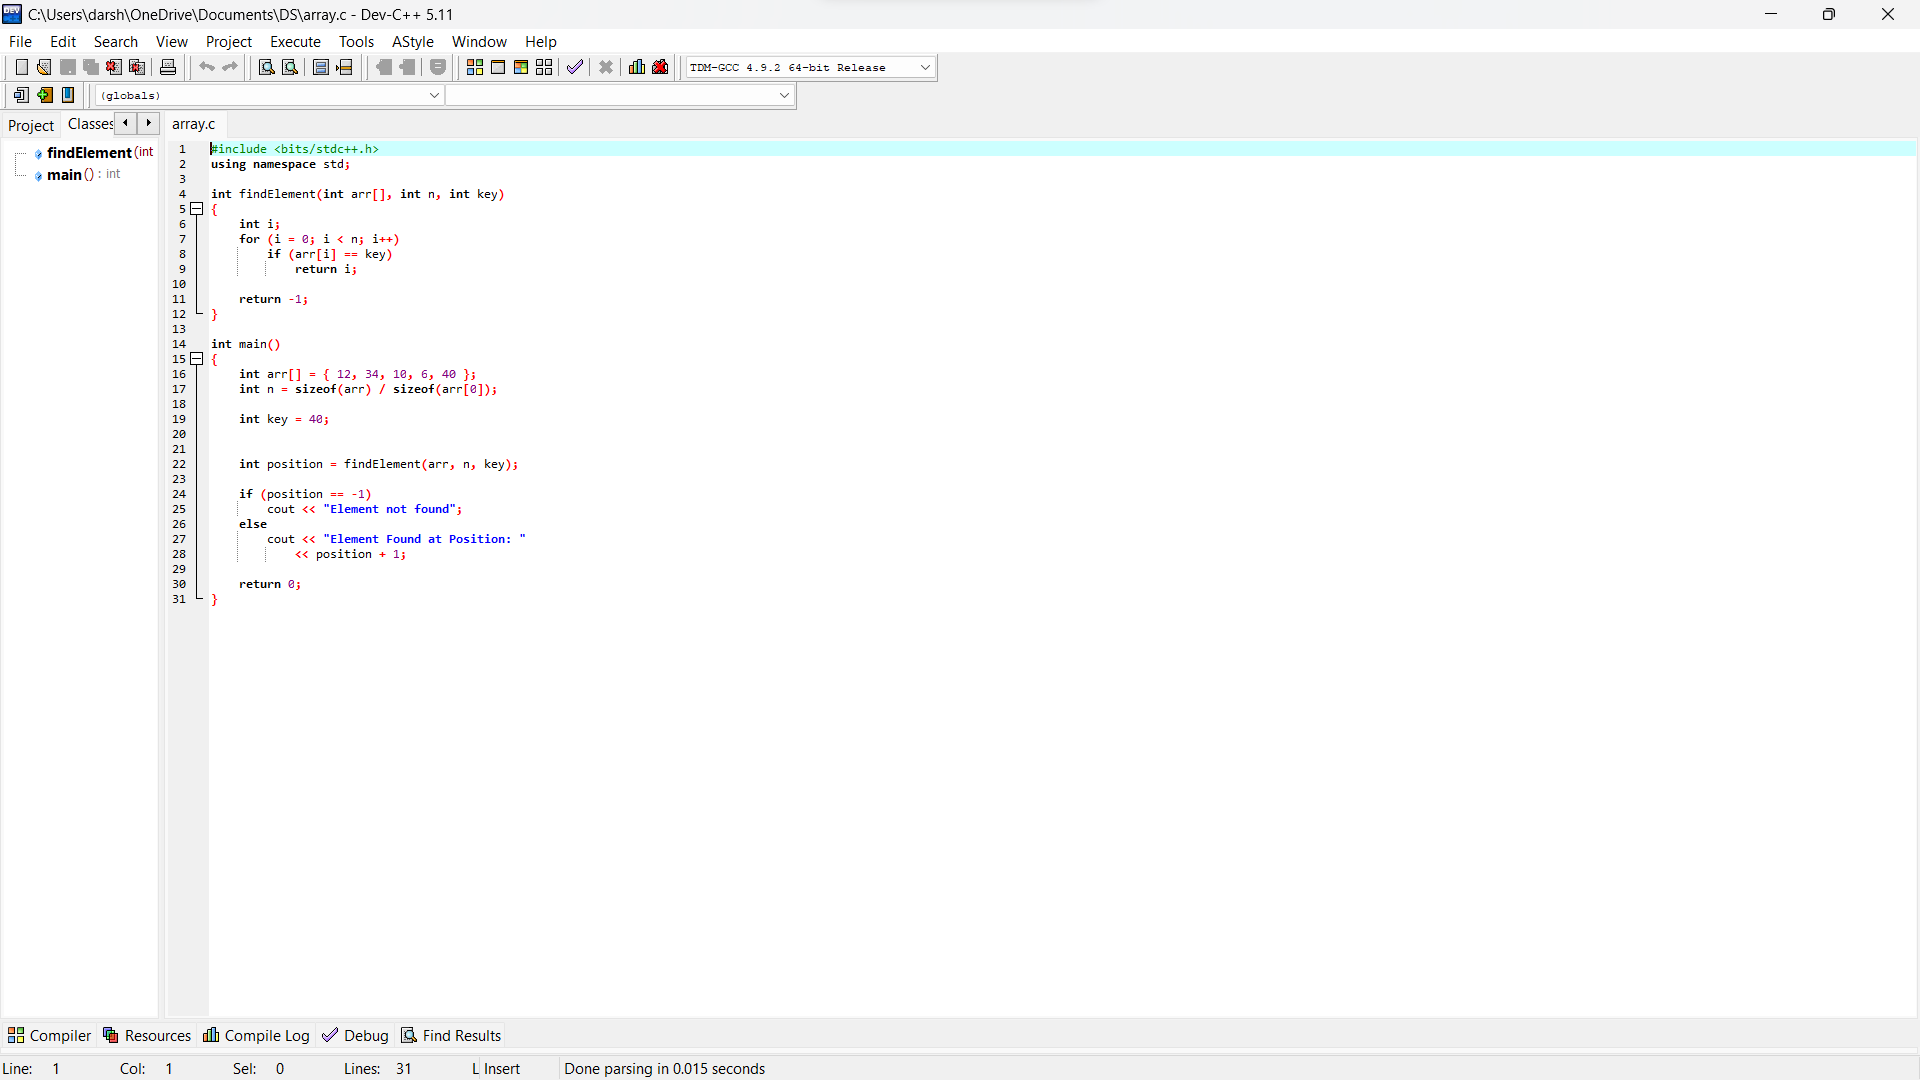 C:\Users\darsh\OneDrive\Documents\DS\array.c - Dev-C++ 5.11
File Edit Search View Project Execute Tools AStyle Window Help
TDM-GCC 4.9.2 64-bit Release
(globals)
Project Classes array.c
findElement (int
main () : int
1 #include <bits/stdc++.h>
2 using namespace std;
3
4 int findElement(int arr[], int n, int key)
5 {
6 int i;
7 for (i = 0; i < n; i++)
8 if (arr[i] == key)
9 return i;
10
11 return -1;
12 }
13
14 int main()
15 {
16 int arr[] = { 12, 34, 10, 6, 40 };
17 int n = sizeof(arr) / sizeof(arr[0]);
18
19 int key = 40;
20
21
22 int position = findElement(arr, n, key);
23
24 if (position == -1)
25 cout << "Element not found";
26 else
27 cout << "Element Found at Position: "
28 << position + 1;
29
30 return 0;
31 }
Compiler Resources Compile Log Debug Find Results
Line: 1 Col: 1 Sel: 0 Lines: 31 L Insert Done parsing in 0.015 seconds